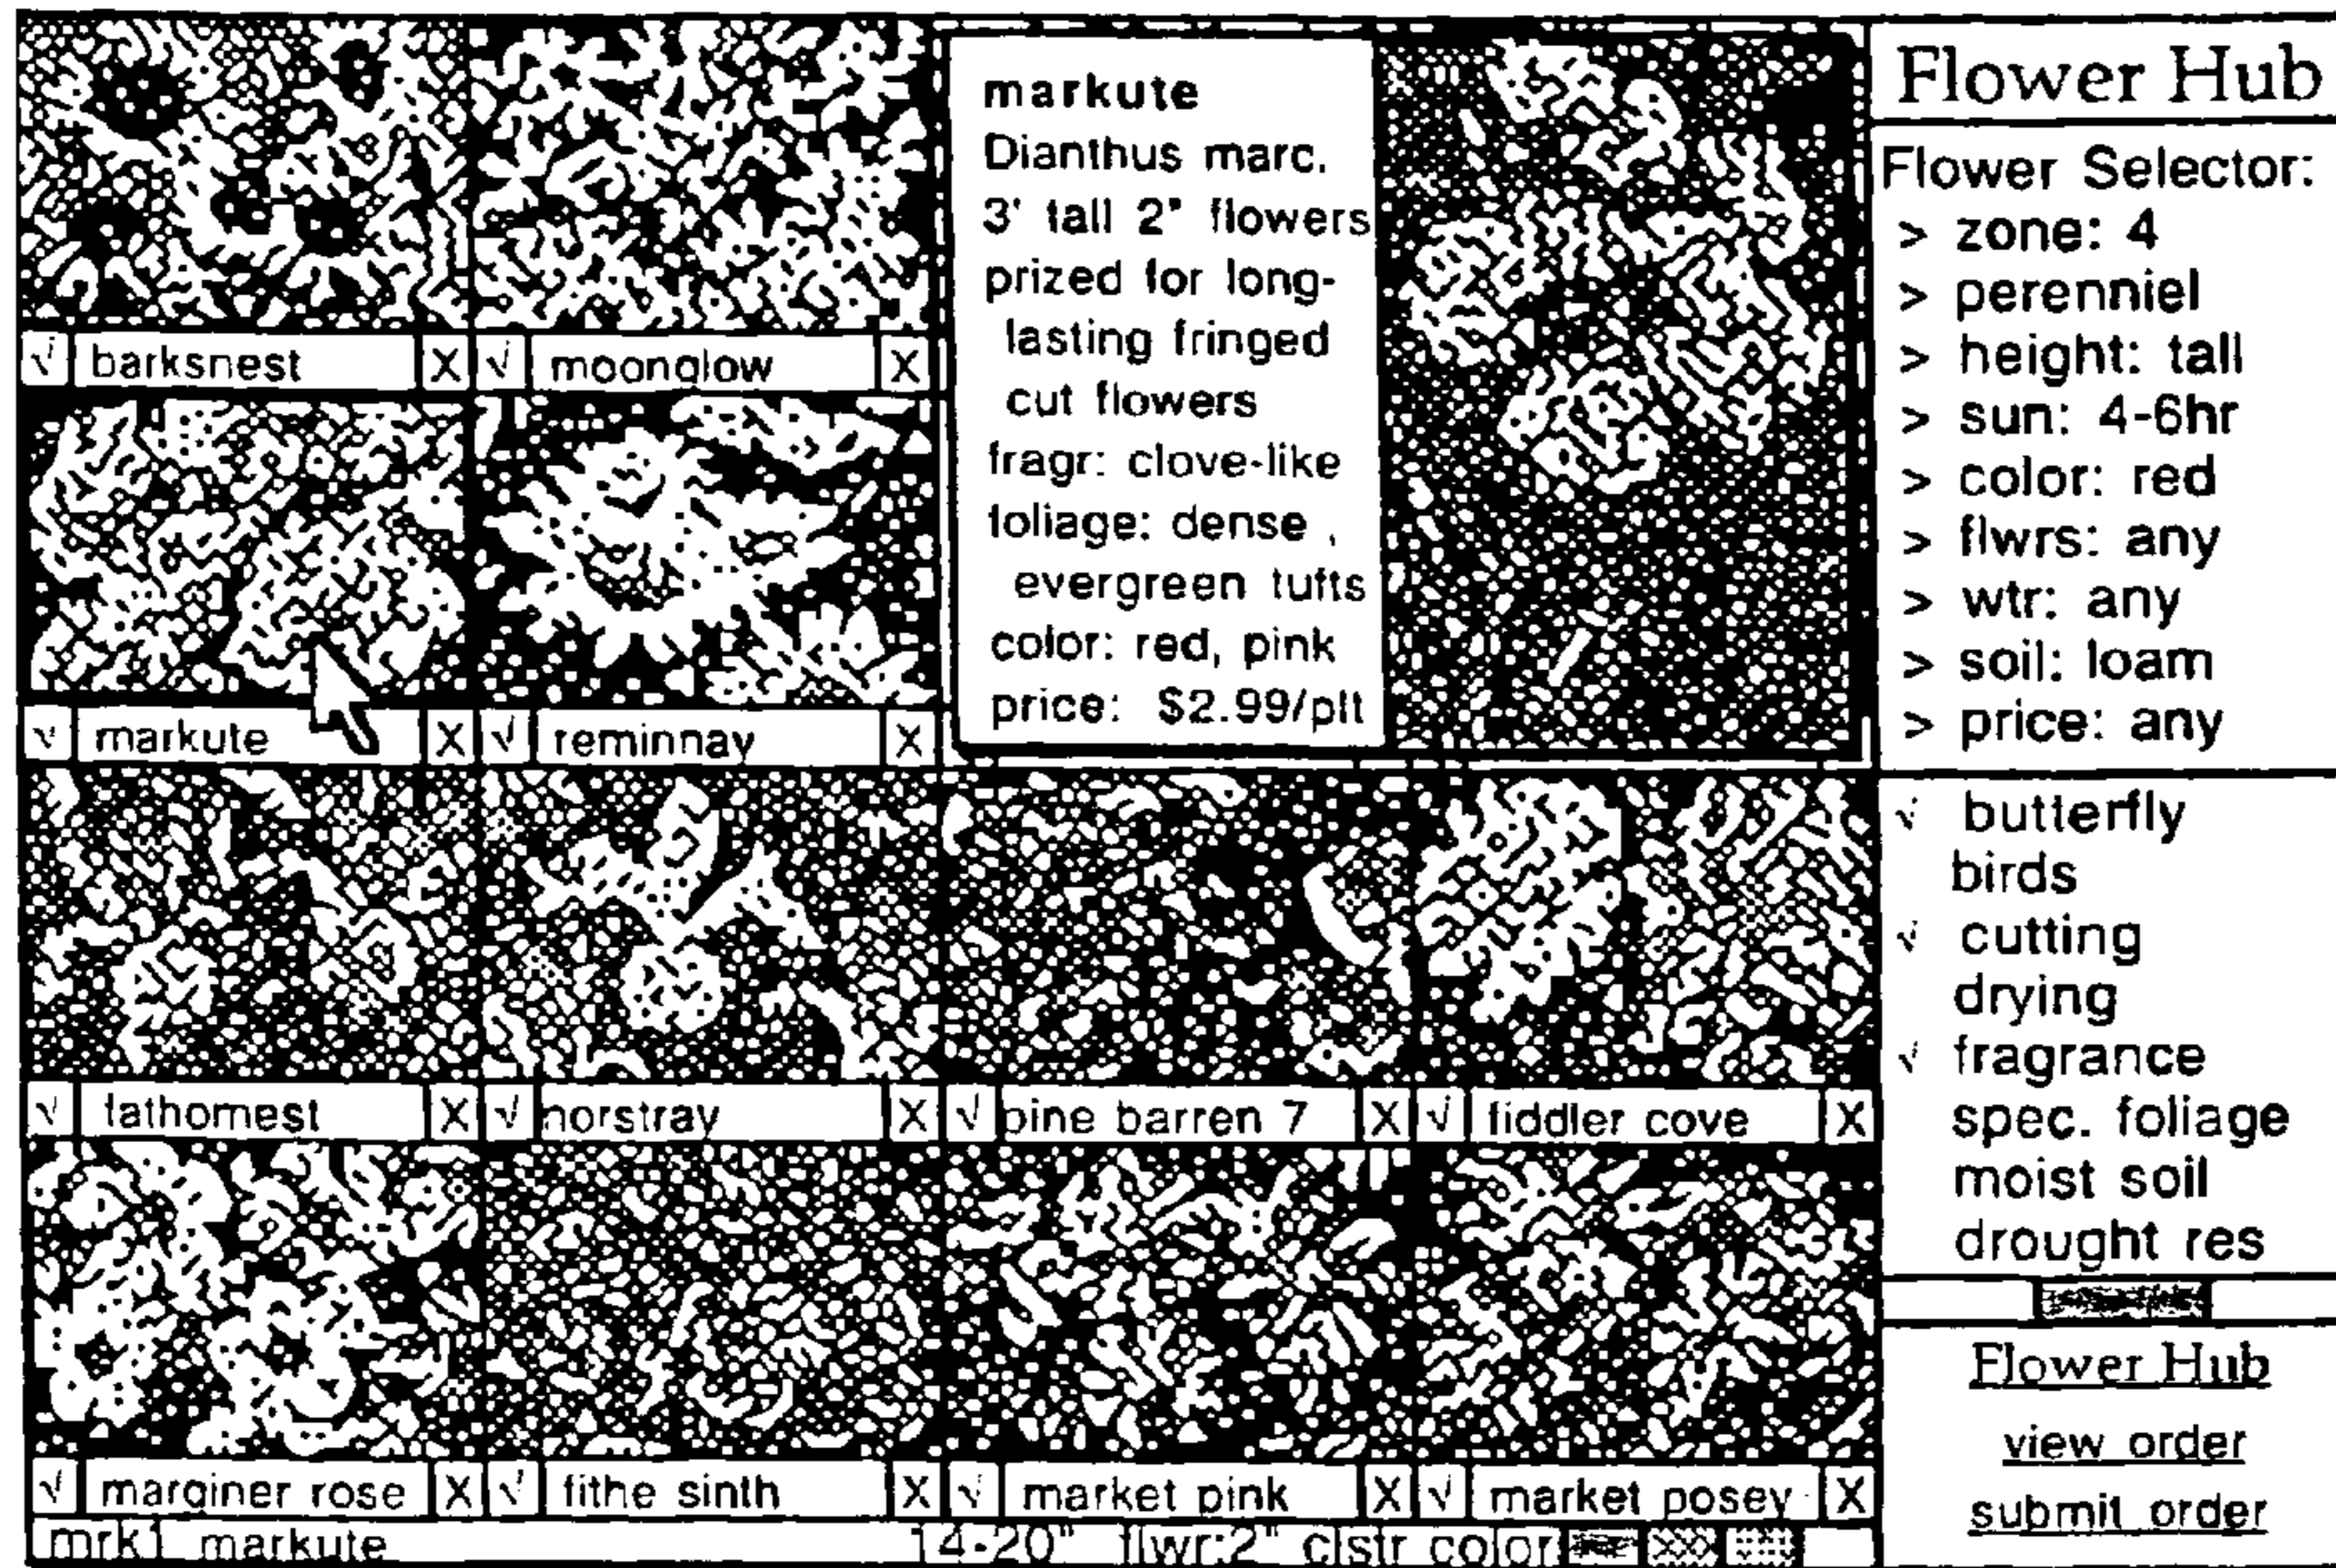 markute
Dianthus marc.
3' tall 2" flowers
prized for long-
lasting fringed
cut flowers
fragr: clove-like
foliage: dense ,
evergreen tufts
color: red, pink
price: $2.99/plt
√ barksnest X √ moonglow X
√ markute X √ reminnay X
√ fathomest X √ norstray X √ pine barren 7 X √ fiddler cove X
√ marginer rose X √ fithe sinth X √ market pink X √ market posey X
mrk1 markute 14-20" flwr:2" clstr color
Flower Hub
Flower Selector:
> zone: 4
> perenniel
> height: tall
> sun: 4-6hr
> color: red
> flwrs: any
> wtr: any
> soil: loam
> price: any
√ butterfly
birds
√ cutting
drying
√ fragrance
spec. foliage
moist soil
drought res
Flower Hub
view order
submit order